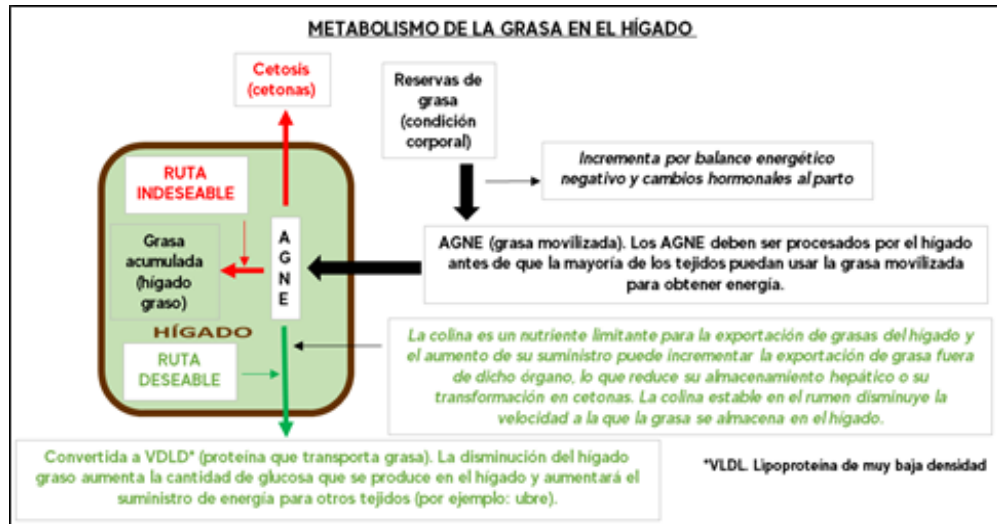 METABOLISMO DE LA GRASA EN EL HÍGADO
Cetosis
(cetonas)
Reservas de
grasa
(condición
corporal)
Incrementa por balance energético
negativo y cambios hormonales al parto
RUTA
INDESEABLE
Grasa
acumulada
(hígado
graso)
A
G
N
E
AGNE (grasa movilizada). Los AGNE deben ser procesados por el hígado
antes de que la mayoría de los tejidos puedan usar la grasa movilizada
para obtener energía.
HÍGADO
RUTA
DESEABLE
La colina es un nutriente limitante para la exportación de grasas del hígado y
el aumento de su suministro puede incrementar la exportación de grasa fuera
de dicho órgano, lo que reduce su almacenamiento hepático o su
transformación en cetonas. La colina estable en el rumen disminuye la
velocidad a la que la grasa se almacena en el hígado.
Convertida a VDLD* (proteína que transporta grasa). La disminución del hígado
graso aumenta la cantidad de glucosa que se produce en el hígado y aumentará el
suministro de energía para otros tejidos (por ejemplo: ubre).
*VLDL. Lipoproteína de muy baja densidad